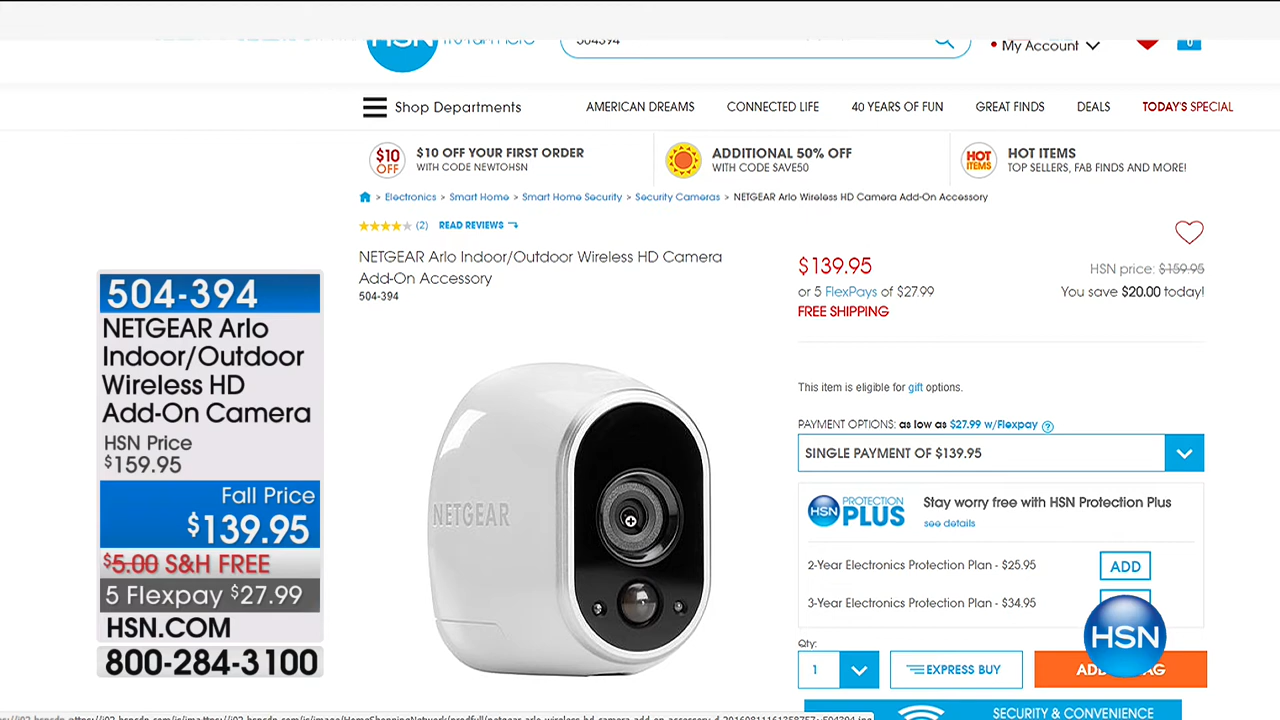 HSN
504394
My Account
0
Shop Departments
AMERICAN DREAMS
CONNECTED LIFE
40 YEARS OF FUN
GREAT FINDS
DEALS
TODAY'S SPECIAL
$10 OFF
$10 OFF YOUR FIRST ORDER
WITH CODE NEWTOHSN
ADDITIONAL 50% OFF
WITH CODE SAVE50
HOT ITEMS
HOT ITEMS
TOP SELLERS, FAB FINDS AND MORE!
> Electronics > Smart Home > Smart Home Security > Security Cameras > NETGEAR Arlo Wireless HD Camera Add-On Accessory
(2) READ REVIEWS
NETGEAR Arlo Indoor/Outdoor Wireless HD Camera
Add-On Accessory
504-394
$139.95
HSN price: $159.95
or 5 FlexPays of $27.99
You save $20.00 today!
FREE SHIPPING
504-394
NETGEAR Arlo
Indoor/Outdoor
Wireless HD
Add-On Camera
HSN Price
$159.95
Fall Price
$139.95
$5.00 S&H FREE
5 Flexpay $27.99
HSN.COM
800-284-3100
NETGEAR
This item is eligible for gift options.
PAYMENT OPTIONS: as low as $27.99 w/Flexpay ?
SINGLE PAYMENT OF $139.95
HSN PROTECTION PLUS
Stay worry free with HSN Protection Plus
see details
2-Year Electronics Protection Plan - $25.95
ADD
3-Year Electronics Protection Plan - $34.95
HSN
Qty:
1
EXPRESS BUY
SECURITY & CONVENIENCE